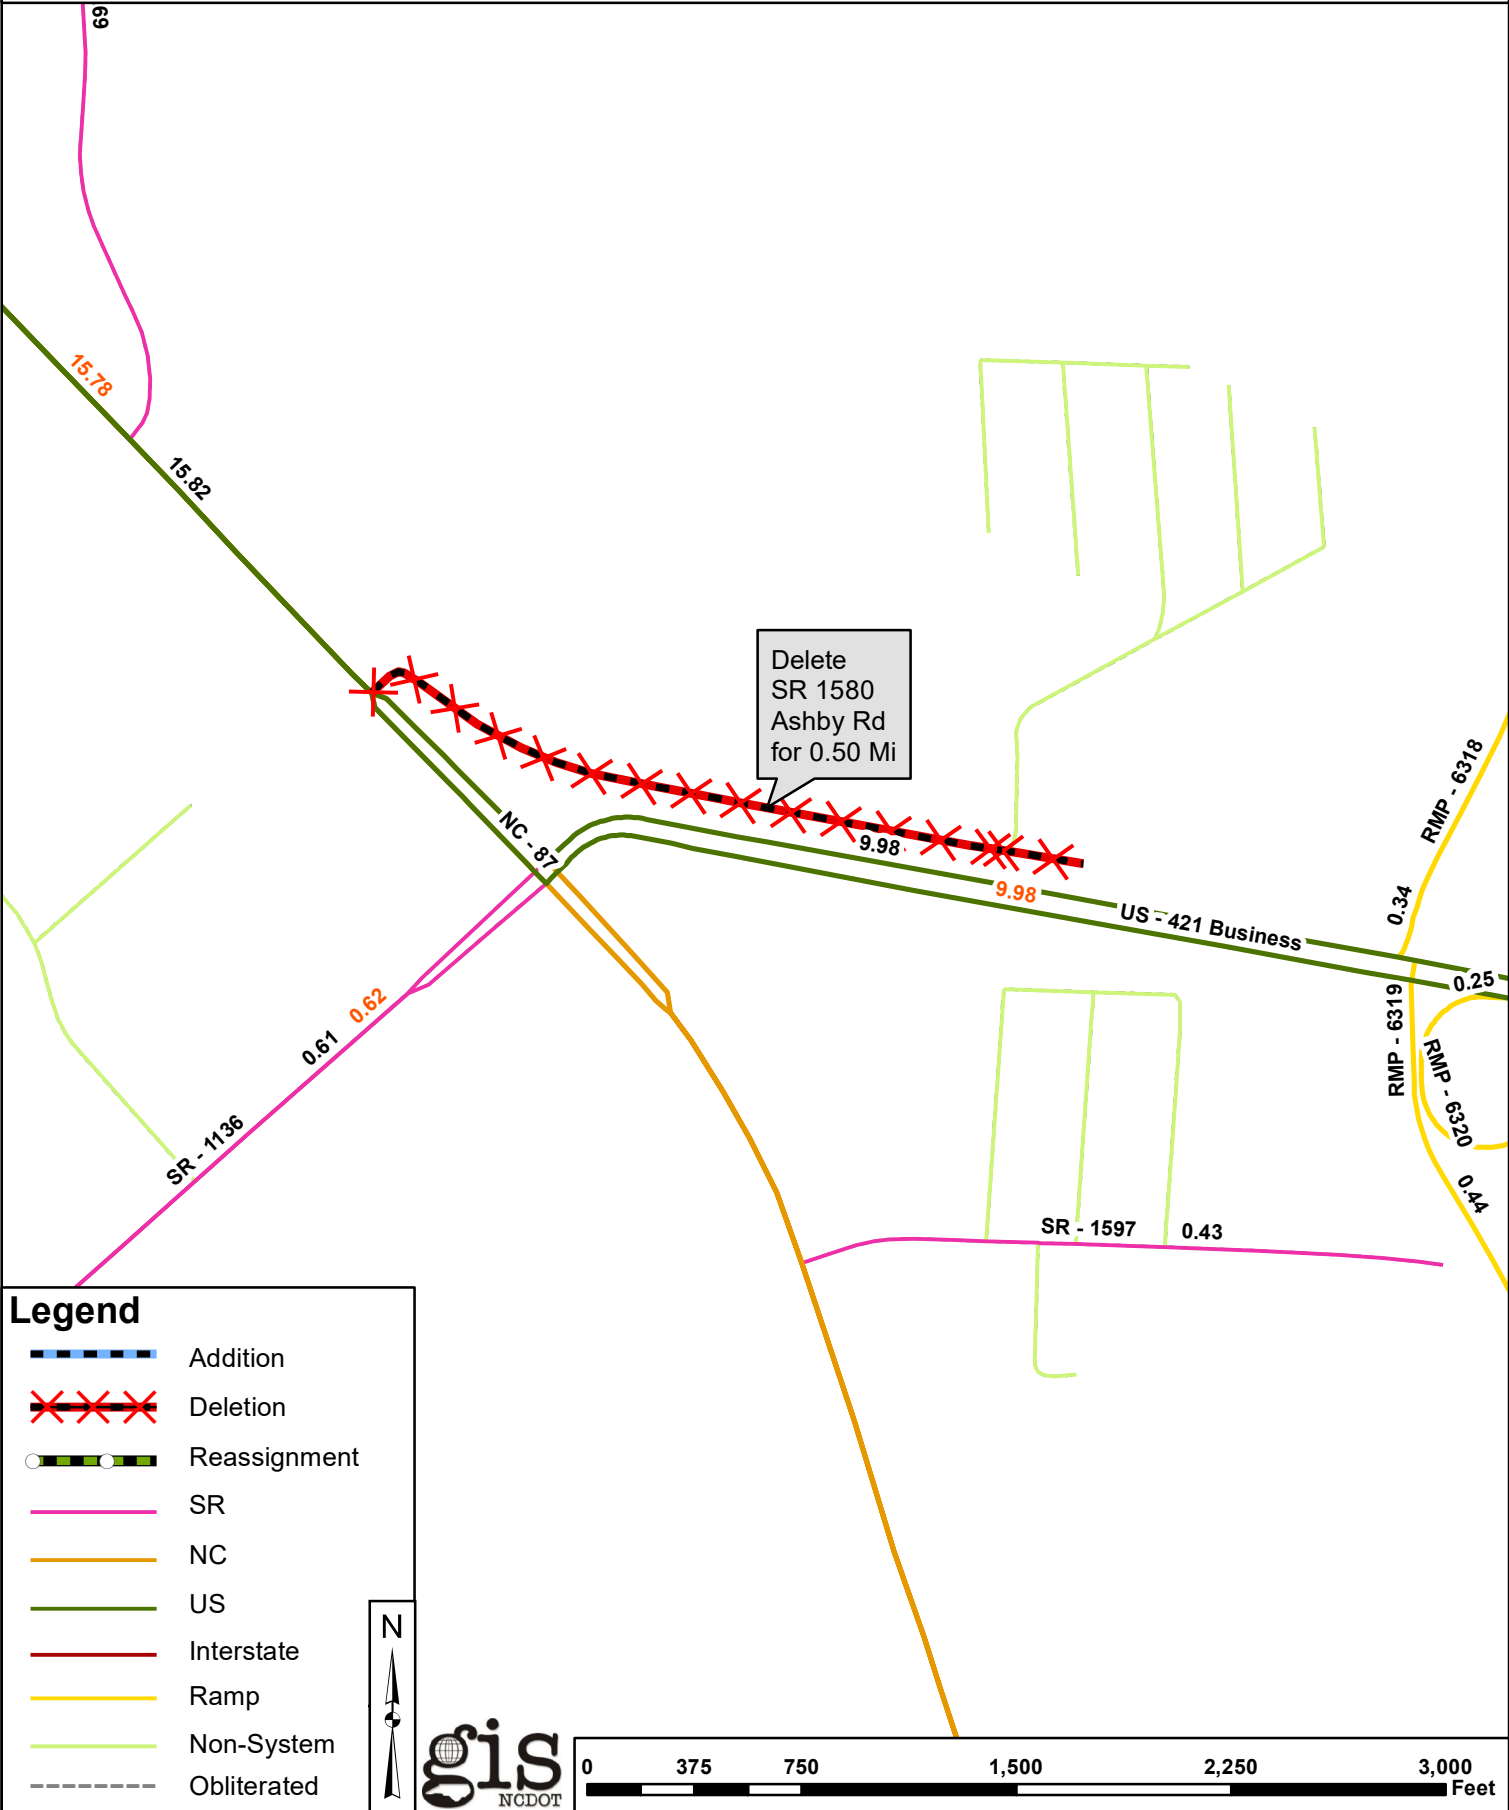 69
15.78
15.82
Delete
SR 1580
Ashby Rd
for 0.50 Mi
NC - 87
9.98
9.98
US - 421 Business
RMP - 6318
0.34
0.25
RMP - 6319
RMP - 6320
0.44
0.62
0.61
SR - 1136
SR - 1597
0.43
Legend
Addition
Deletion
Reassignment
SR
NC
US
Interstate
Ramp
Non-System
Obliterated
N
gis
NCDOT
0 375 750 1,500 2,250 3,000
Feet